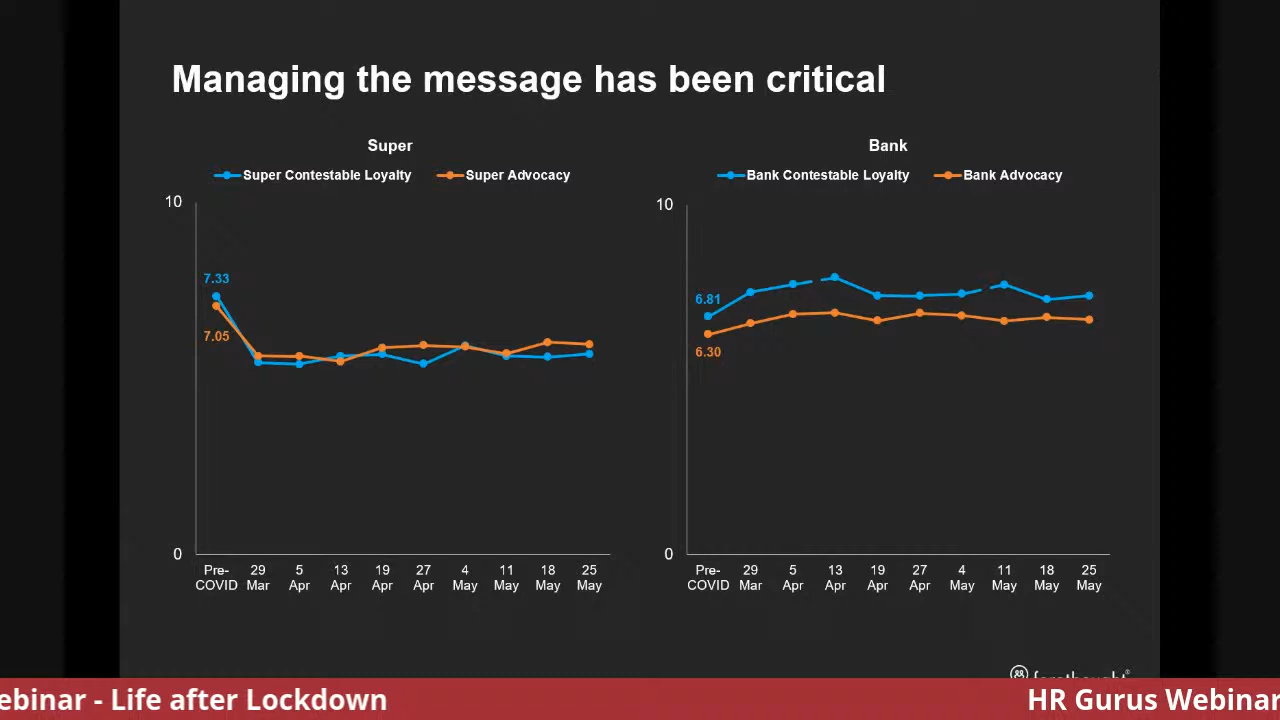 Managing the message has been critical
Super
Super Contestable Loyalty
Super Advocacy
10
7.33
7.05
0
Pre-COVID
29 Mar
5 Apr
13 Apr
19 Apr
27 Apr
4 May
11 May
18 May
25 May
Bank
Bank Contestable Loyalty
Bank Advocacy
10
6.81
6.30
0
Pre-COVID
29 Mar
5 Apr
13 Apr
19 Apr
27 Apr
4 May
11 May
18 May
25 May
ebinar - Life after Lockdown
HR Gurus Webinar